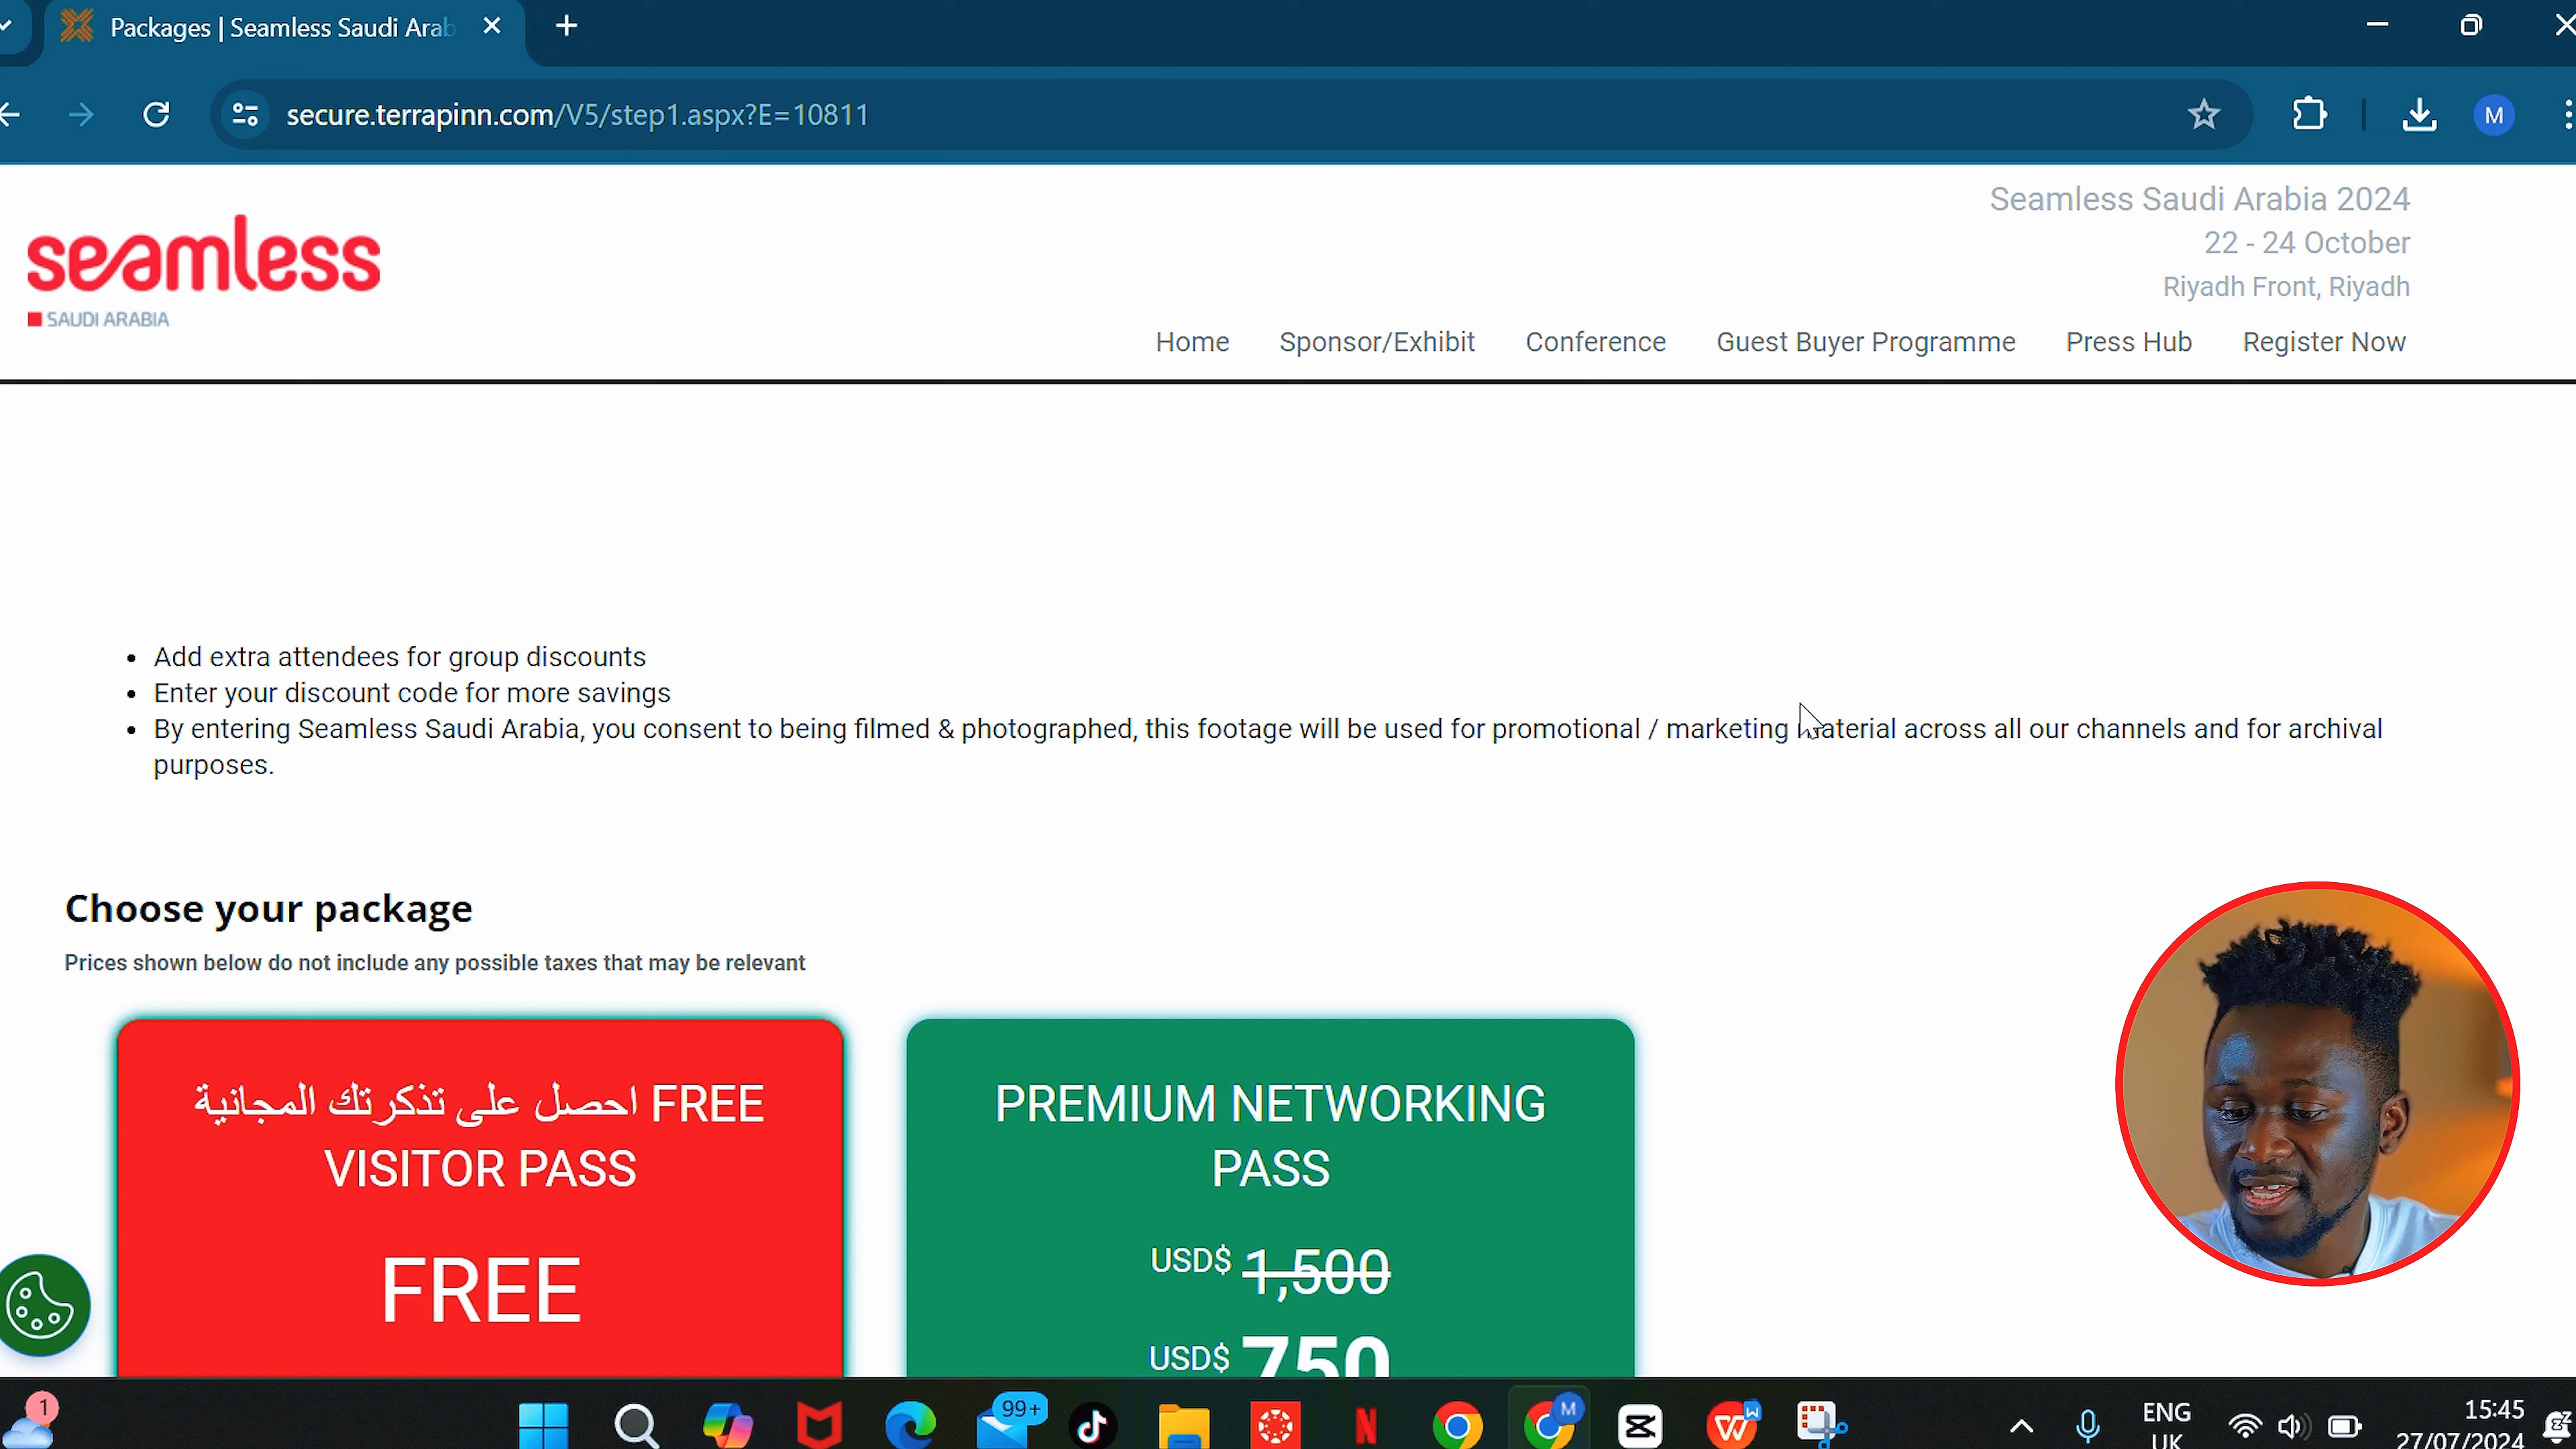 Packages | Seamless Saudi Arab
secure.terrapinn.com/V5/step1.aspx?E=10811
M
seamless
SAUDI ARABIA
Seamless Saudi Arabia 2024
22 - 24 October
Riyadh Front, Riyadh
Home Sponsor/Exhibit Conference Guest Buyer Programme Press Hub Register Now
• Add extra attendees for group discounts
• Enter your discount code for more savings
• By entering Seamless Saudi Arabia, you consent to being filmed & photographed, this footage will be used for promotional / marketing material across all our channels and for archival
purposes.
Choose your package
Prices shown below do not include any possible taxes that may be relevant
احصل على تذكرتك المجانية FREE
VISITOR PASS
FREE
PREMIUM NETWORKING
PASS
USD$ 1,500
USD$ 750
1
99+
N
M
W
W
ENG
UK
15:45
27/07/2024